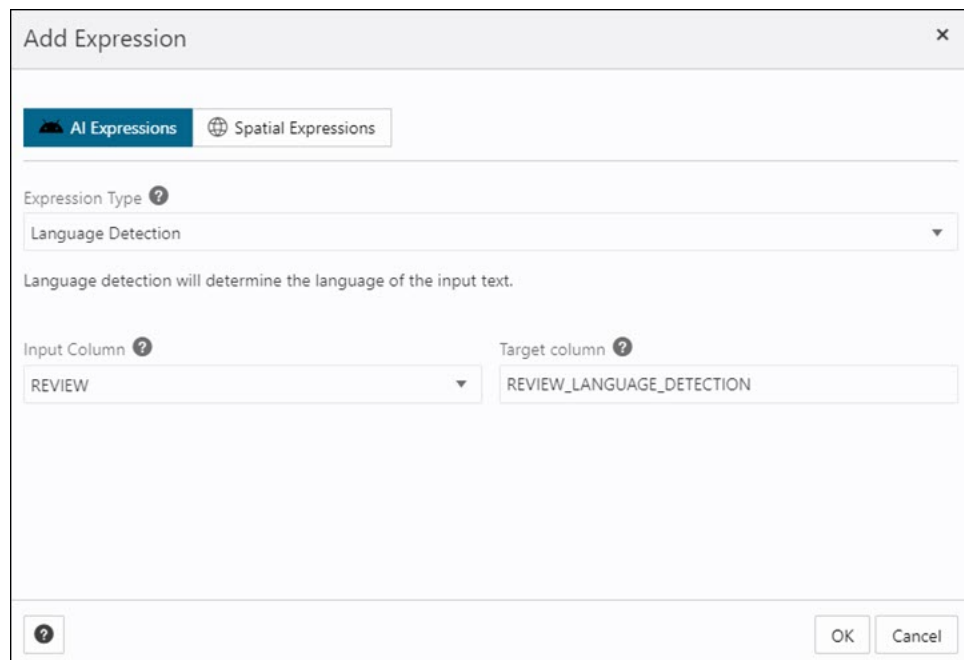 Add Expression
AI Expressions Spatial Expressions
Expression Type
Language Detection
Language detection will determine the language of the input text.
Input Column Target column
REVIEW REVIEW_LANGUAGE_DETECTION
OK Cancel